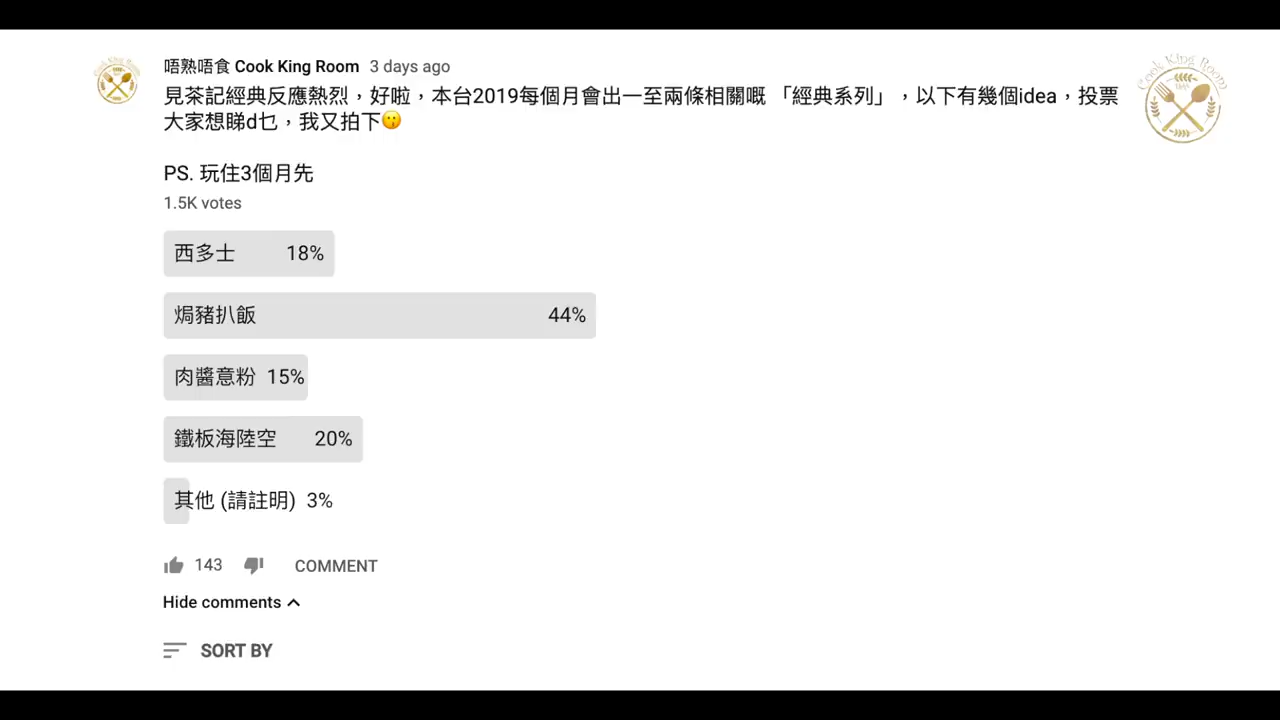 唔熟唔食 Cook King Room 3 days ago
見茶記經典反應熱烈，好啦，本台2019每個月會出一至兩條相關嘅 「經典系列」，以下有幾個idea，投票
大家想睇d乜，我又拍下😗
PS. 玩住3個月先
1.5K votes
西多士 18%
焗豬扒飯 44%
肉醬意粉 15%
鐵板海陸空 20%
其他 (請註明) 3%
143 COMMENT
Hide comments
SORT BY
Cook King Room